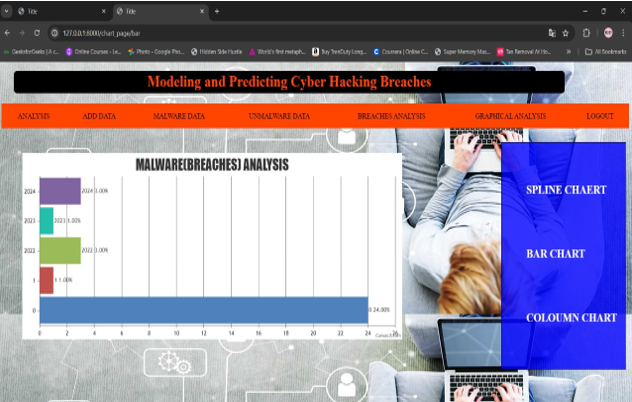 Title
Title
127.0.0.1:8000/chart_page/bar
GeeksforGeeks | A c...
Online Courses - Le...
Photo - Google Pho...
Hidden Side Hustle
World's first metaph...
Buy TrenDuty Long...
Coursera | Online C...
Super Memory Mas...
Tan Removal At Ho...
»
All Bookmarks
Modeling and Predicting Cyber Hacking Breaches
ANALYSIS
ADD DATA
MALWARE DATA
UNMALWARE DATA
BREACHES ANALYSIS
GRAPHICAL ANALYSIS
LOGOUT
MALWARE(BREACHES) ANALYSIS
2024
2024 3.00%
2023
2023 1.00%
2022
2022 3.00%
1
1 1.00%
0
0 24.00%
0 2 4 6 8 10 12 14 16 18 20 22 24 26
SPLINE CHAERT
BAR CHART
COLOUMN CHART